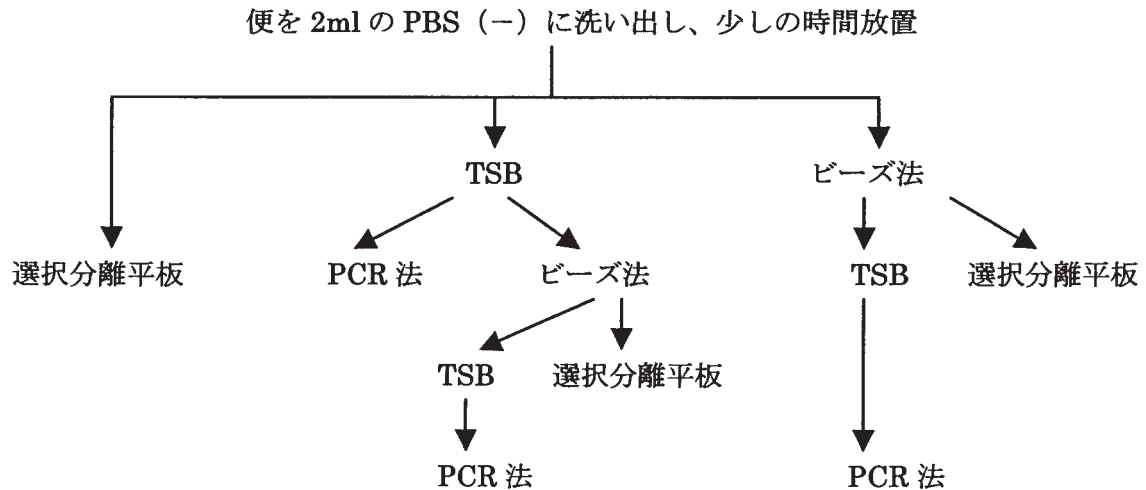 便を 2ml の PBS（－）に洗い出し、少しの時間放置
TSB
ビーズ法
選択分離平板
PCR 法
ビーズ法
TSB
選択分離平板
TSB
選択分離平板
PCR 法
PCR 法